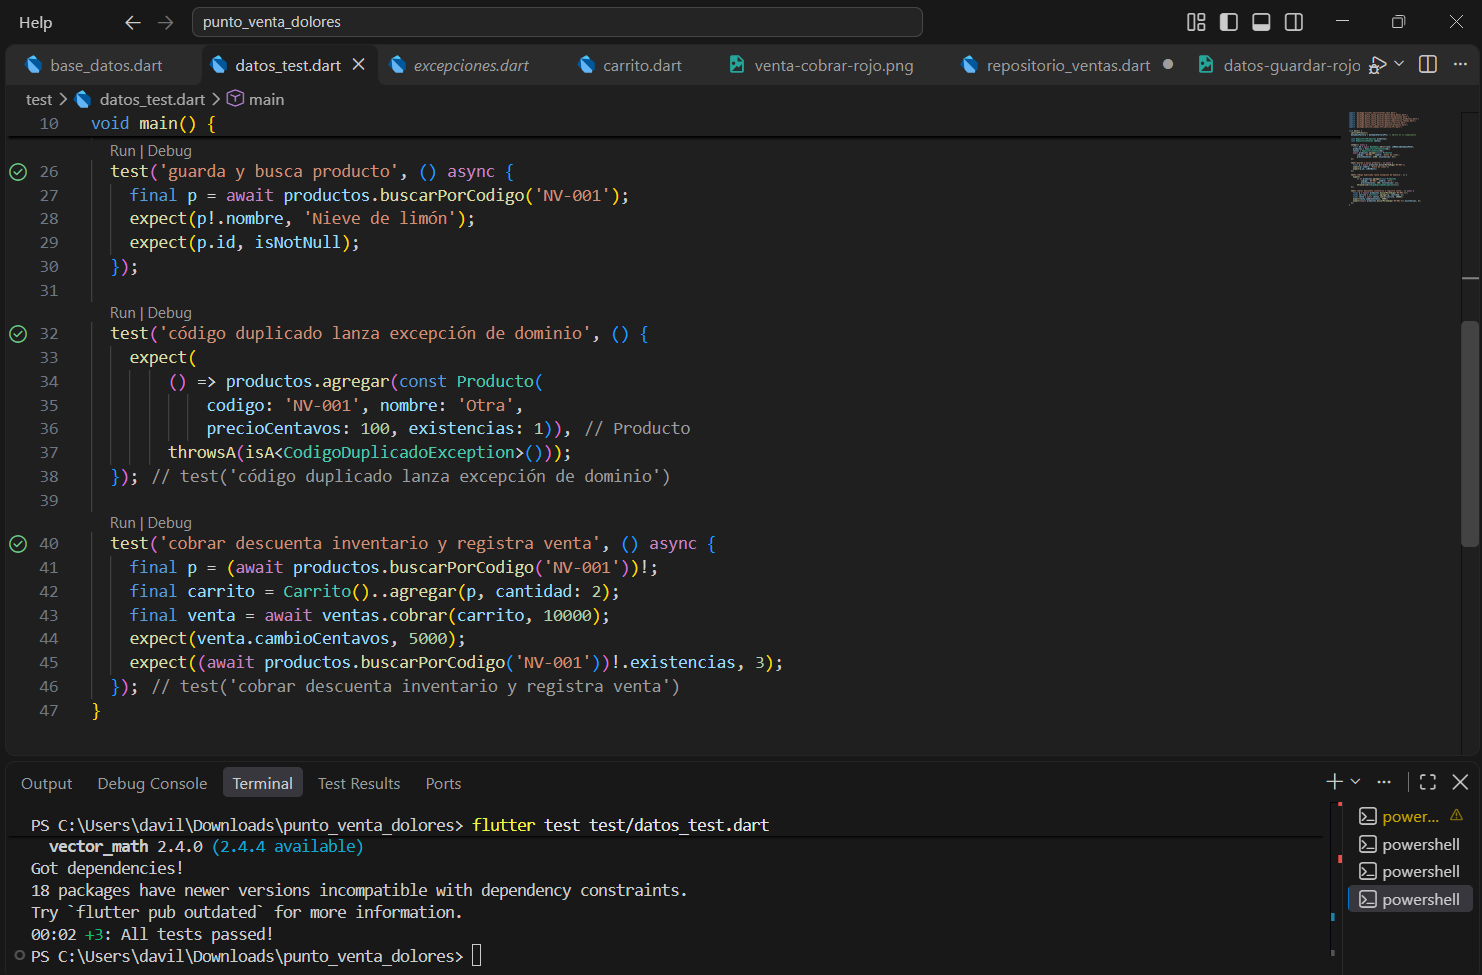 Help
punto_venta_dolores
base_datos.dart
datos_test.dart
excepciones.dart
carrito.dart
venta-cobrar-rojo.png
repositorio_ventas.dart
datos-guardar-rojo
test > datos_test.dart > main
10 void main() {
Run | Debug
26 test('guarda y busca producto', () async {
27 final p = await productos.buscarPorCodigo('NV-001');
28 expect(p!.nombre, 'Nieve de limón');
29 expect(p.id, isNotNull);
30 });
31
Run | Debug
32 test('código duplicado lanza excepción de dominio', () {
33 expect(
34 () => productos.agregar(const Producto(
35 codigo: 'NV-001', nombre: 'Otra',
36 precioCentavos: 100, existencias: 1)), // Producto
37 throwsA(isA<CodigoDuplicadoException>()));
38 }); // test('código duplicado lanza excepción de dominio')
39
Run | Debug
40 test('cobrar descuenta inventario y registra venta', () async {
41 final p = (await productos.buscarPorCodigo('NV-001'))!;
42 final carrito = Carrito()..agregar(p, cantidad: 2);
43 final venta = await ventas.cobrar(carrito, 10000);
44 expect(venta.cambioCentavos, 5000);
45 expect((await productos.buscarPorCodigo('NV-001'))!.existencias, 3);
46 }); // test('cobrar descuenta inventario y registra venta')
47 }
Output
Debug Console
Terminal
Test Results
Ports
PS C:\Users\davil\Downloads\punto_venta_dolores> flutter test test/datos_test.dart
vector_math 2.4.0 (2.4.4 available)
Got dependencies!
18 packages have newer versions incompatible with dependency constraints.
Try `flutter pub outdated` for more information.
00:02 +3: All tests passed!
PS C:\Users\davil\Downloads\punto_venta_dolores>
power...
powershell
powershell
powershell